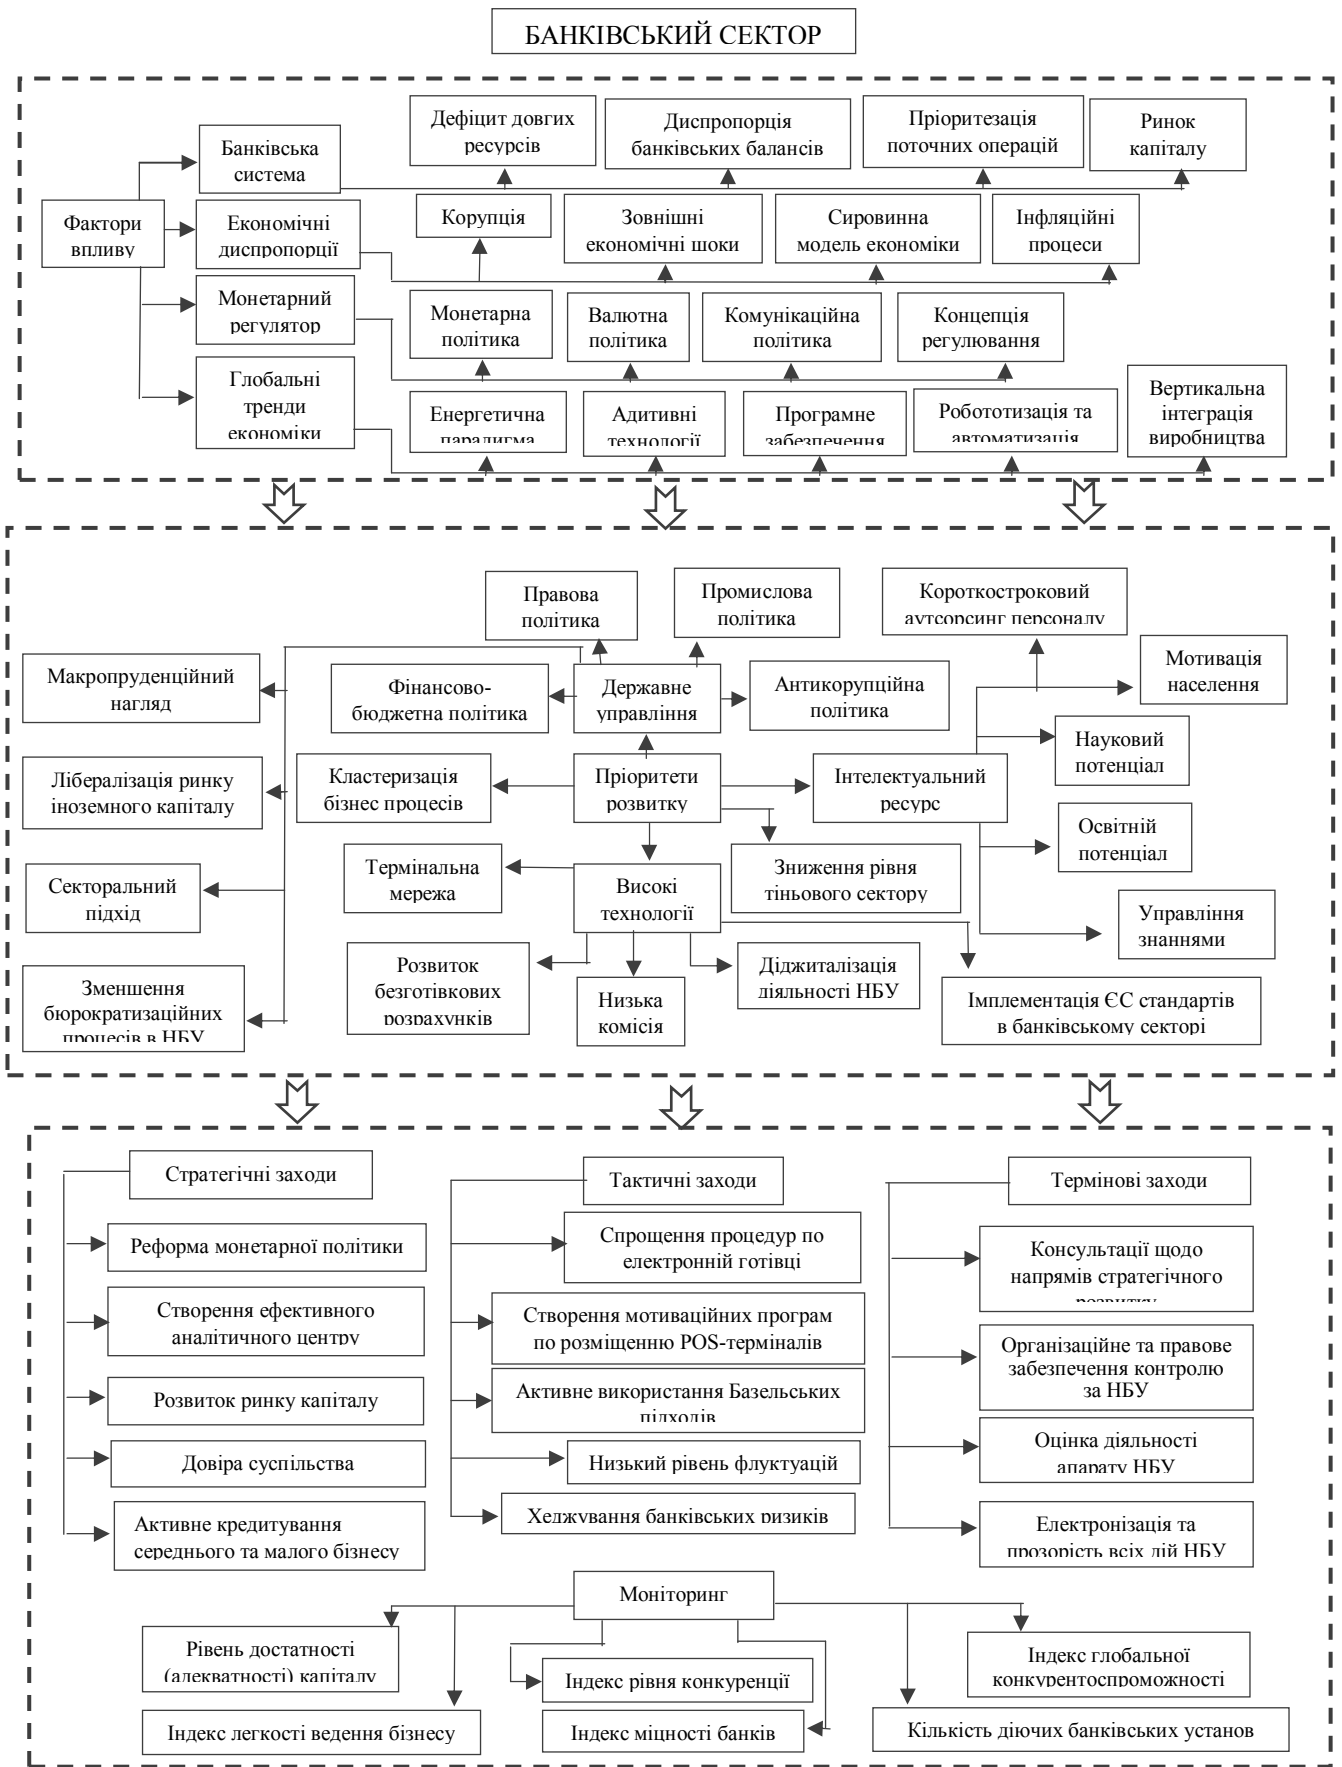 БАНКІВСЬКИЙ СЕКТОР
Дефіцит довгих
ресурсів
Диспропорція
банківських балансів
Пріоритезація
поточних операцій
Ринок
капіталу
Банківська
система
Фактори
впливу
Економічні
диспропорції
Корупція
Зовнішні
економічні шоки
Сировинна
модель економіки
Інфляційні
процеси
Монетарний
регулятор
Монетарна
політика
Валютна
політика
Комунікаційна
політика
Концепція
регулювання
Глобальні
тренди
економіки
Енергетична
парадигма
Адитивні
технології
Програмне
забезпечення
Робототизація та
автоматизація
Вертикальна
інтеграція
виробництва
Правова
політика
Промислова
політика
Короткостроковий
аутсорсинг персоналу
Макропруденційний
нагляд
Фінансово-
бюджетна політика
Державне
управління
Антикорупційна
політика
Мотивація
населення
Науковий
потенціал
Лібералізація ринку
іноземного капіталу
Кластеризація
бізнес процесів
Пріоритети
розвитку
Інтелектуальний
ресурс
Освітній
потенціал
Секторальний
підхід
Термінальна
мережа
Високі
технології
Зниження рівня
тіньового сектору
Управління
знаннями
Зменшення
бюрократизаційних
процесів в НБУ
Розвиток
безготівкових
розрахунків
Низька
комісія
Діджиталізація
діяльності НБУ
Імплементація ЄС стандартів
в банківському секторі
Стратегічні заходи
Реформа монетарної політики
Створення ефективного
аналітичного центру
Розвиток ринку капіталу
Довіра суспільства
Активне кредитування
середнього та малого бізнесу
Тактичні заходи
Спрощення процедур по
електронній готівці
Створення мотиваційних програм
по розміщенню POS-терміналів
Активне використання Базельських
підходів
Низький рівень флуктуацій
Хеджування банківських ризиків
Термінові заходи
Консультації щодо
напрямів стратегічного
розвитку
Організаційне та правове
забезпечення контролю
за НБУ
Оцінка діяльності
апарату НБУ
Електронізація та
прозорість всіх дій НБУ
Моніторинг
Рівень достатності
(адекватності) капіталу
Індекс рівня конкуренції
Індекс глобальної
конкурентоспроможності
Індекс легкості ведення бізнесу
Індекс міцності банків
Кількість діючих банківських установ